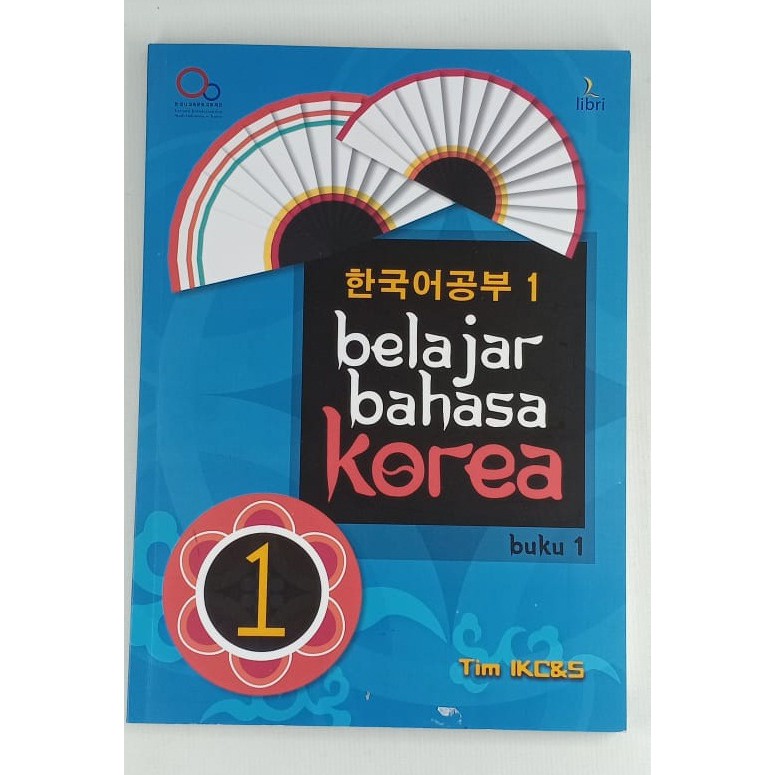 libri
한국어공부 1
belajar
bahasa
korea
buku 1
1
Tim IKC&S